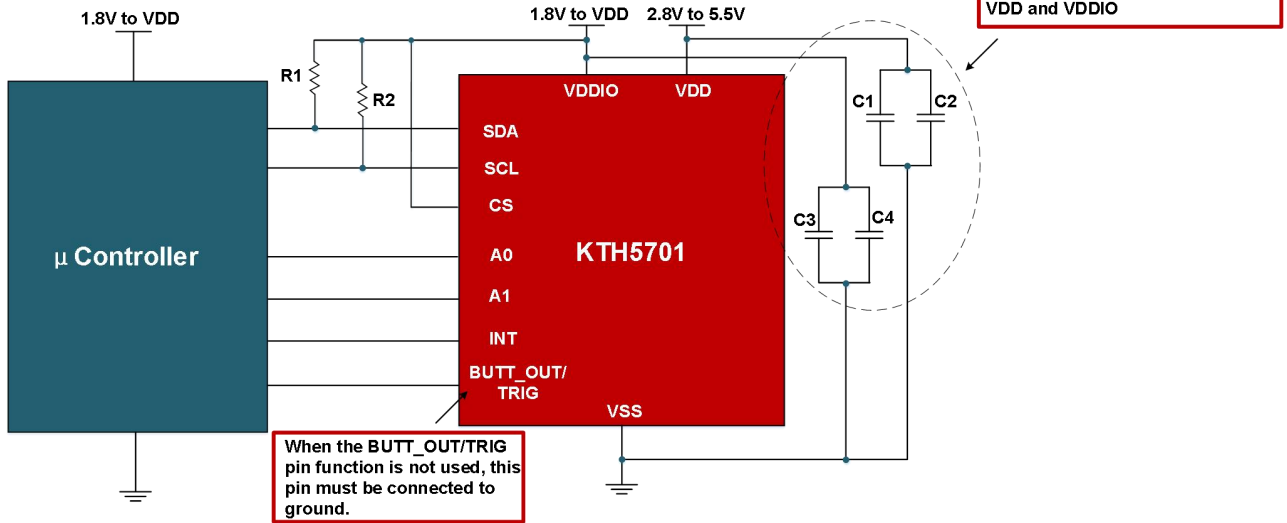 VDD and VDDIO
1.8V to VDD
1.8V to VDD
2.8V to 5.5V
R1
R2
VDDIO
VDD
C1
C2
SDA
SCL
CS
C3
C4
μ Controller
KTH5701
A0
A1
INT
BUTT_OUT/
TRIG
VSS
When the BUTT_OUT/TRIG
pin function is not used, this
pin must be connected to
ground.